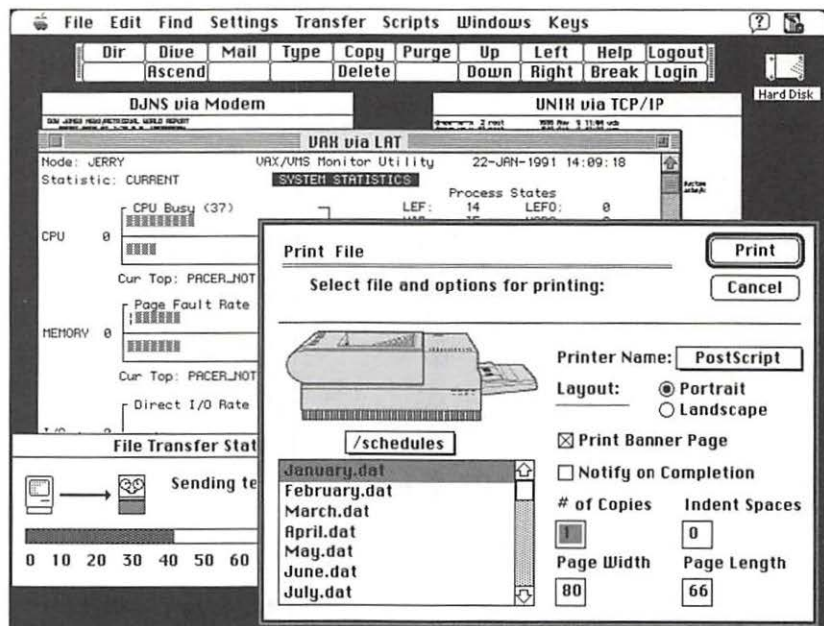 File Edit Find Settings Transfer Scripts Windows Keys
Dir Dive Mail Type Copy Purge Up Left Help Logout
Ascend Delete Down Right Break Login
Hard Disk
DJNS via Modem
UNIX via TCP/IP
DOW JONES NEWS/RETRIEVAL WORLD REPORT
VAX via LAT
Node: JERRY VAX/VMS Monitor Utility 22-JAN-1991 14:09:18
Statistic: CURRENT SYSTEM STATISTICS
Process States
CPU Busy (37) LEF: 14 LEFO: 0
CPU 0
Cur Top: PACER_NOT
Page Fault Rate
MEMORY 0
Cur Top: PACER_NOT
Direct I/O Rate
File Transfer Stat
Sending te
0 10 20 30 40 50 60
Print File
Print
Select file and options for printing:
Cancel
Printer Name: PostScript
Layout: Portrait
Landscape
/schedules
Print Banner Page
January.dat
February.dat
March.dat
April.dat
May.dat
June.dat
July.dat
Notify on Completion
# of Copies Indent Spaces
1 0
Page Width Page Length
80 66